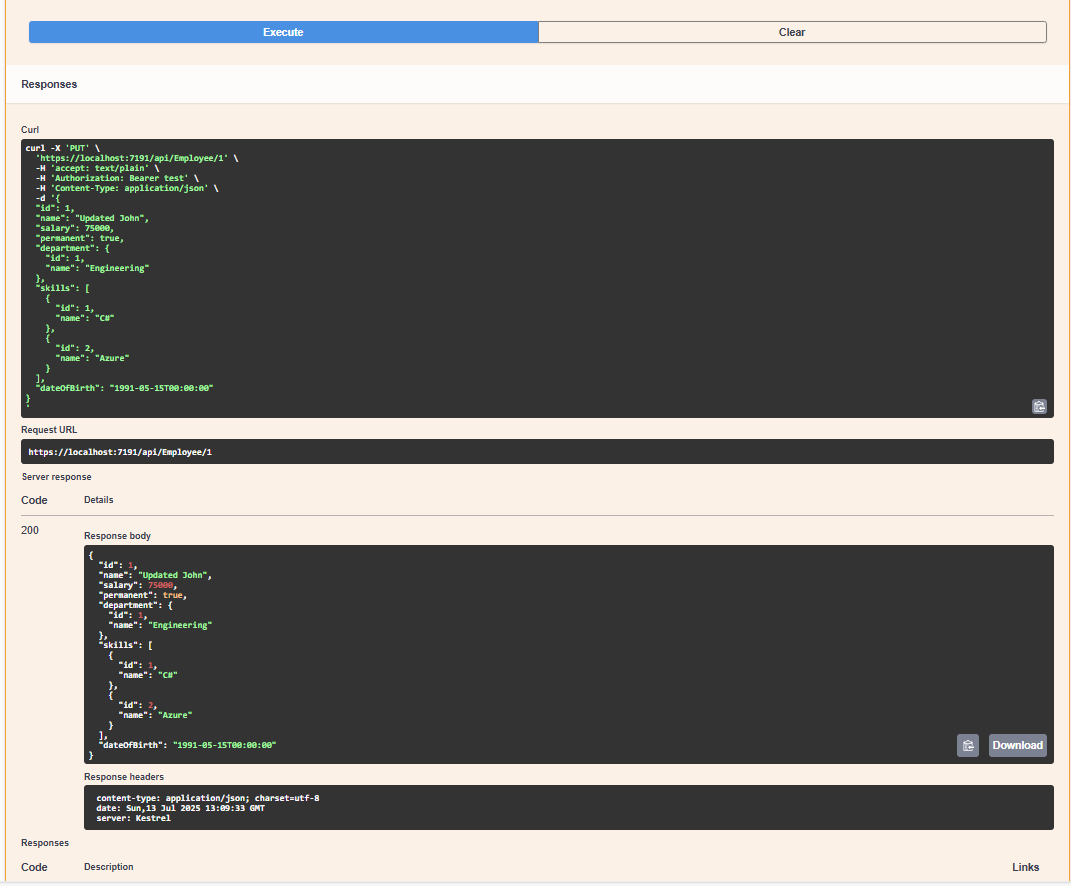 Execute
Clear
Responses
Curl
curl -X 'PUT' \
'https://localhost:7191/api/Employee/1' \
-H 'accept: text/plain' \
-H 'Authorization: Bearer test' \
-H 'Content-Type: application/json' \
-d '{
"id": 1,
"name": "Updated John",
"salary": 75000,
"permanent": true,
"department": {
"id": 1,
"name": "Engineering"
},
"skills": [
{
"id": 1,
"name": "C#"
},
{
"id": 2,
"name": "Azure"
}
],
"dateOfBirth": "1991-05-15T00:00:00"
}
'
Request URL
https://localhost:7191/api/Employee/1
Server response
Code
Details
200
Response body
{
"id": 1,
"name": "Updated John",
"salary": 75000,
"permanent": true,
"department": {
"id": 1,
"name": "Engineering"
},
"skills": [
{
"id": 1,
"name": "C#"
},
{
"id": 2,
"name": "Azure"
}
],
"dateOfBirth": "1991-05-15T00:00:00"
}
Download
Response headers
content-type: application/json; charset=utf-8
date: Sun,13 Jul 2025 13:09:33 GMT
server: Kestrel
Responses
Code
Description
Links